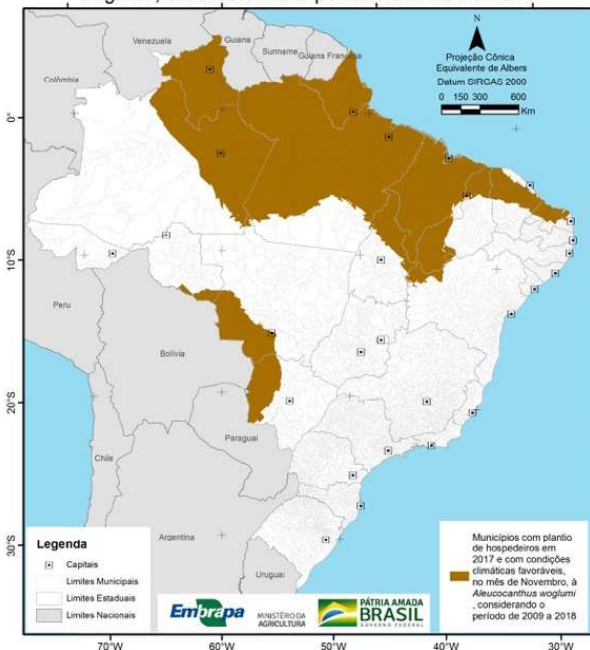 N
Projeção Cônica
Equivalente de Albers
Datum SIRGAS 2000
0 150 300 600
Km
Venezuela
Guiana
Suriname
Guiana Francesa
Colômbia
0°
10°S
Peru
Bolívia
20°S
Paraguai
Chile
Argentina
30°S
Uruguai
Legenda
Capitais
Limites Municipais
Limites Estaduais
Limites Nacionais
Embrapa
MINISTÉRIO DA
AGRICULTURA
PÁTRIA AMADA
BRASIL
GOVERNO FEDERAL
Municípios com plantio
de hospedeiros em
2017 e com condições
climáticas favoráveis,
no mês de Novembro, à
Aleucocanthus woglumi
, considerando o
período de 2009 a 2018
70°W 60°W 50°W 40°W 30°W